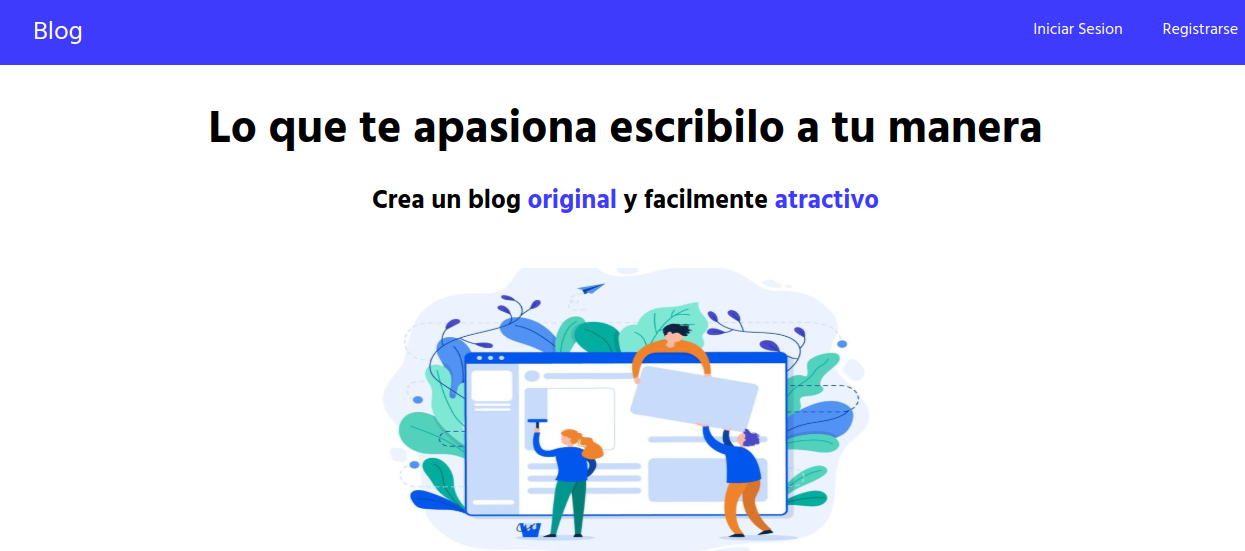 Blog
Iniciar Sesion
Registrarse
Lo que te apasiona escribilo a tu manera
Crea un blog original y facilmente atractivo